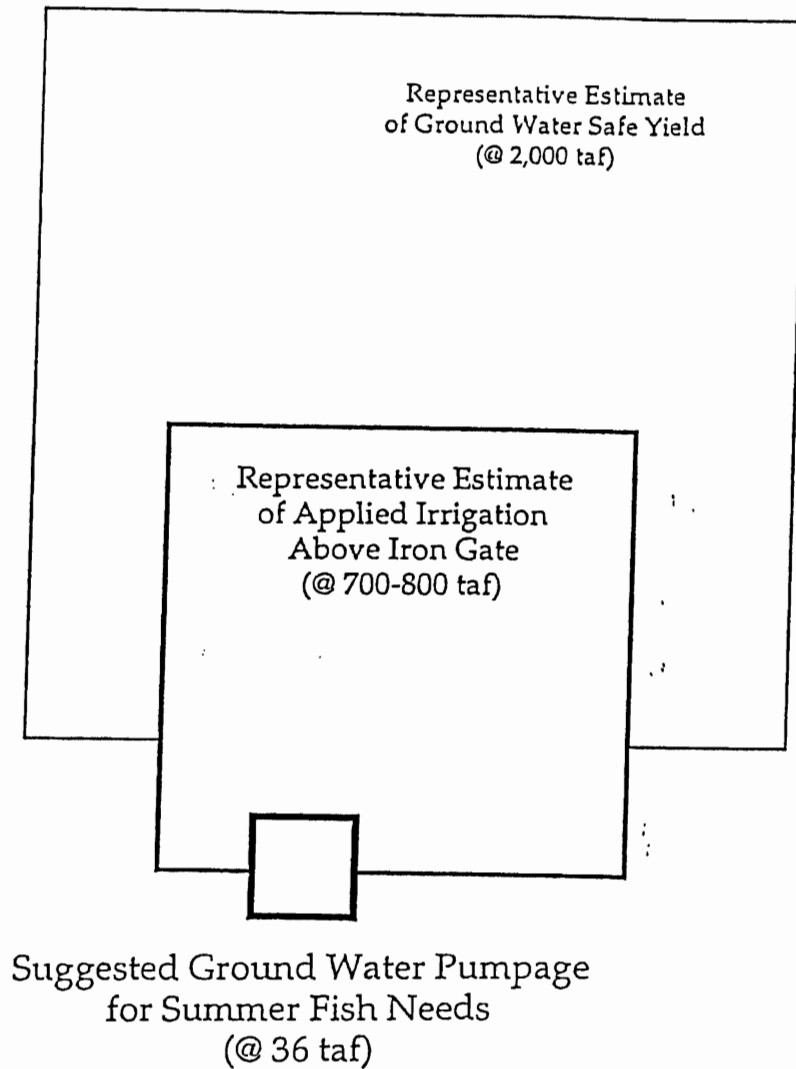 Representative Estimate
of Ground Water Safe Yield
(@ 2,000 taf)
Representative Estimate
of Applied Irrigation
Above Iron Gate
(@ 700-800 taf)
Suggested Ground Water Pumpage
for Summer Fish Needs
(@ 36 taf)